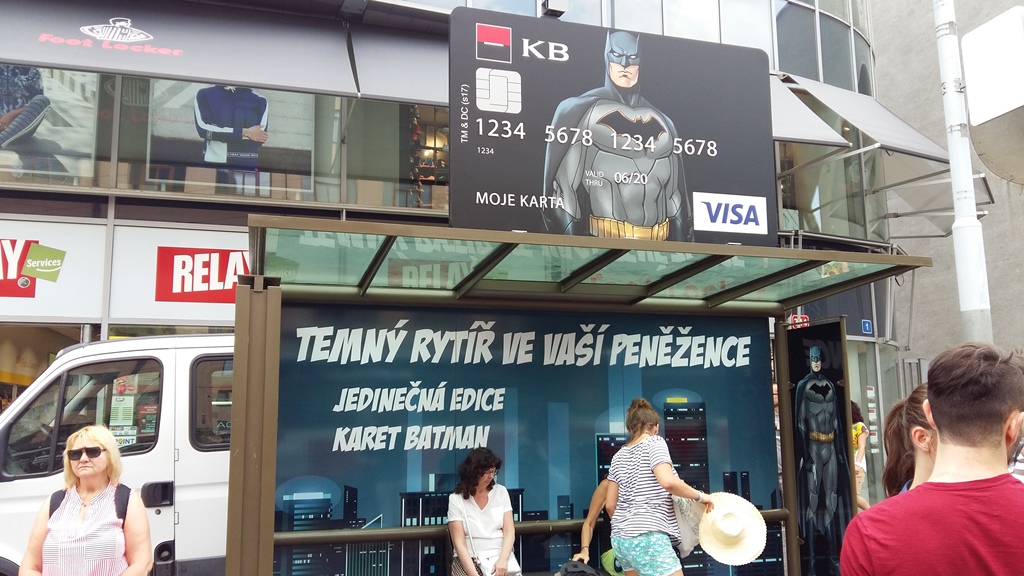 Foot Locker
KB
TM & DC (s17)
1234 5678 1234 5678
1234
VALID
THRU 06/20
MOJE KARTA
VISA
Services
RELAY
TEMNÝ RYTÍŘ VE VAŠÍ PENĚŽENCE
JEDINEČNÁ EDICE
KARET BATMAN